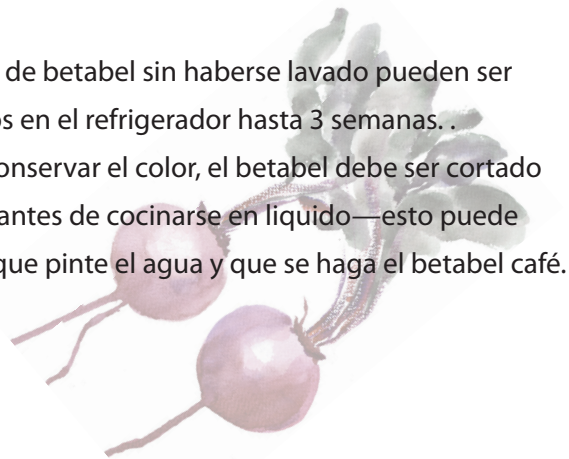 de betabel sin haberse lavado pueden ser
os en el refrigerador hasta 3 semanas. .
onservar el color, el betabel debe ser cortado
antes de cocinarse en liquido—esto puede
que pinte el agua y que se haga el betabel café.